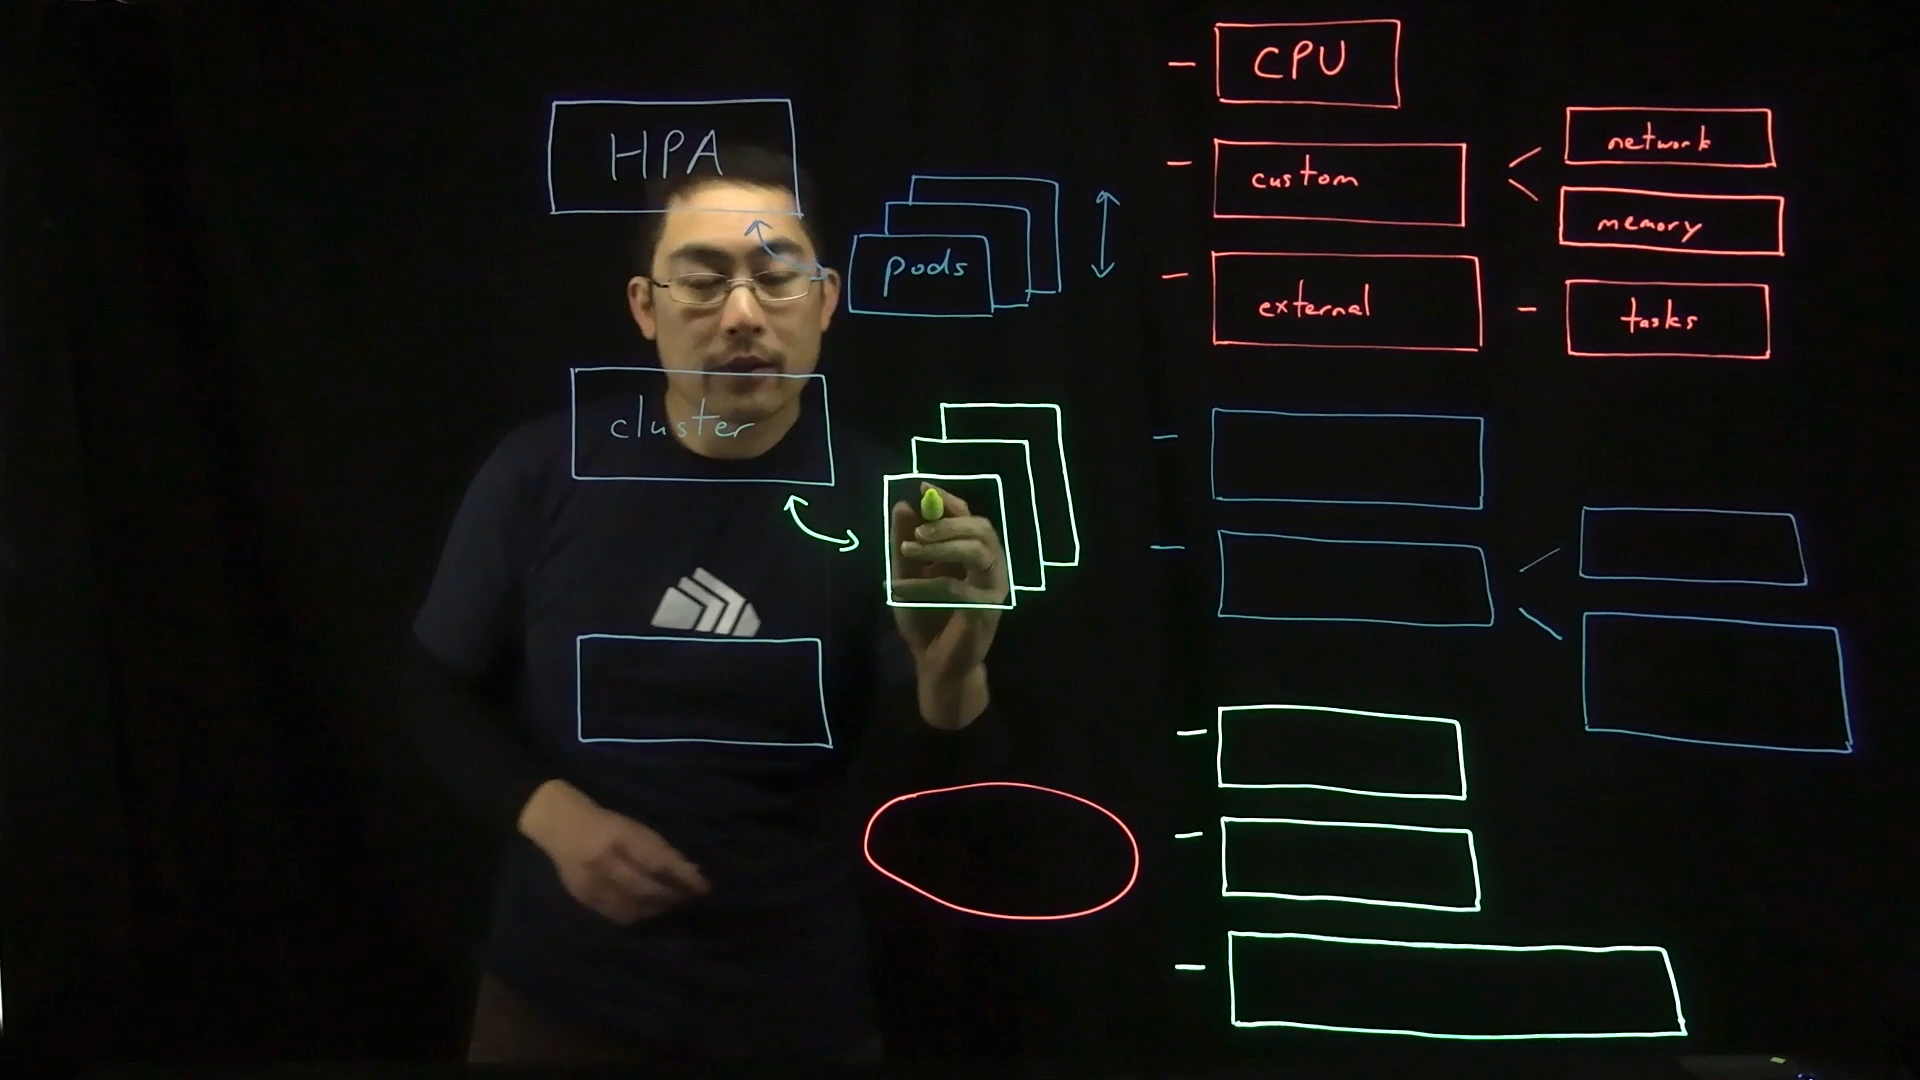 HPA
pods
cluster
CPU
custom
network
memory
external
tasks